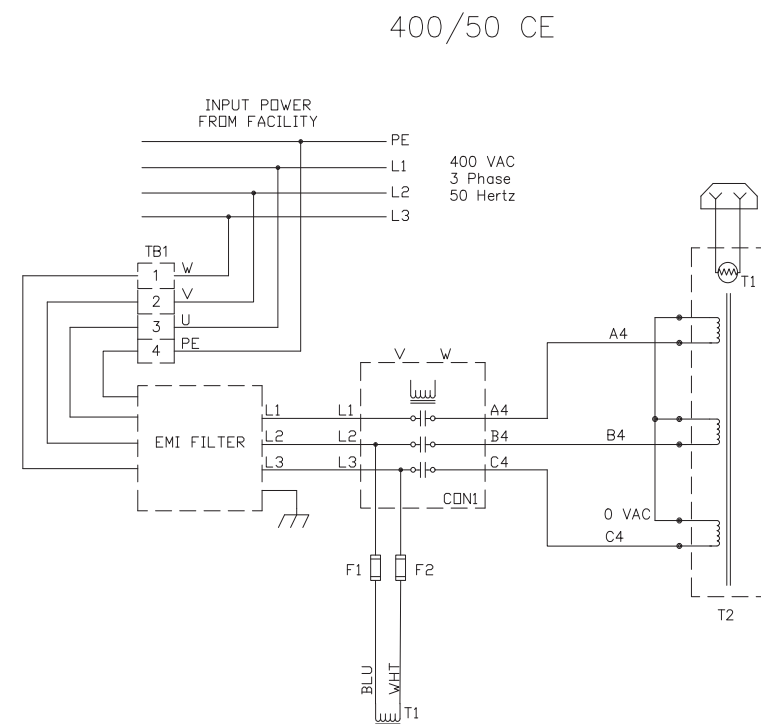 400/50 CE
INPUT POWER
FROM FACILITY
PE
L1
L2
L3
400 VAC
3 Phase
50 Hertz
TB1
1 W
2 V
3 U
4 PE
T1
A4
V W
EMI FILTER
L1 L1 A4
L2 L2 B4 B4
L3 L3 C4
CON1
0 VAC
C4
F1 F2
T2
BLU WHT
T1